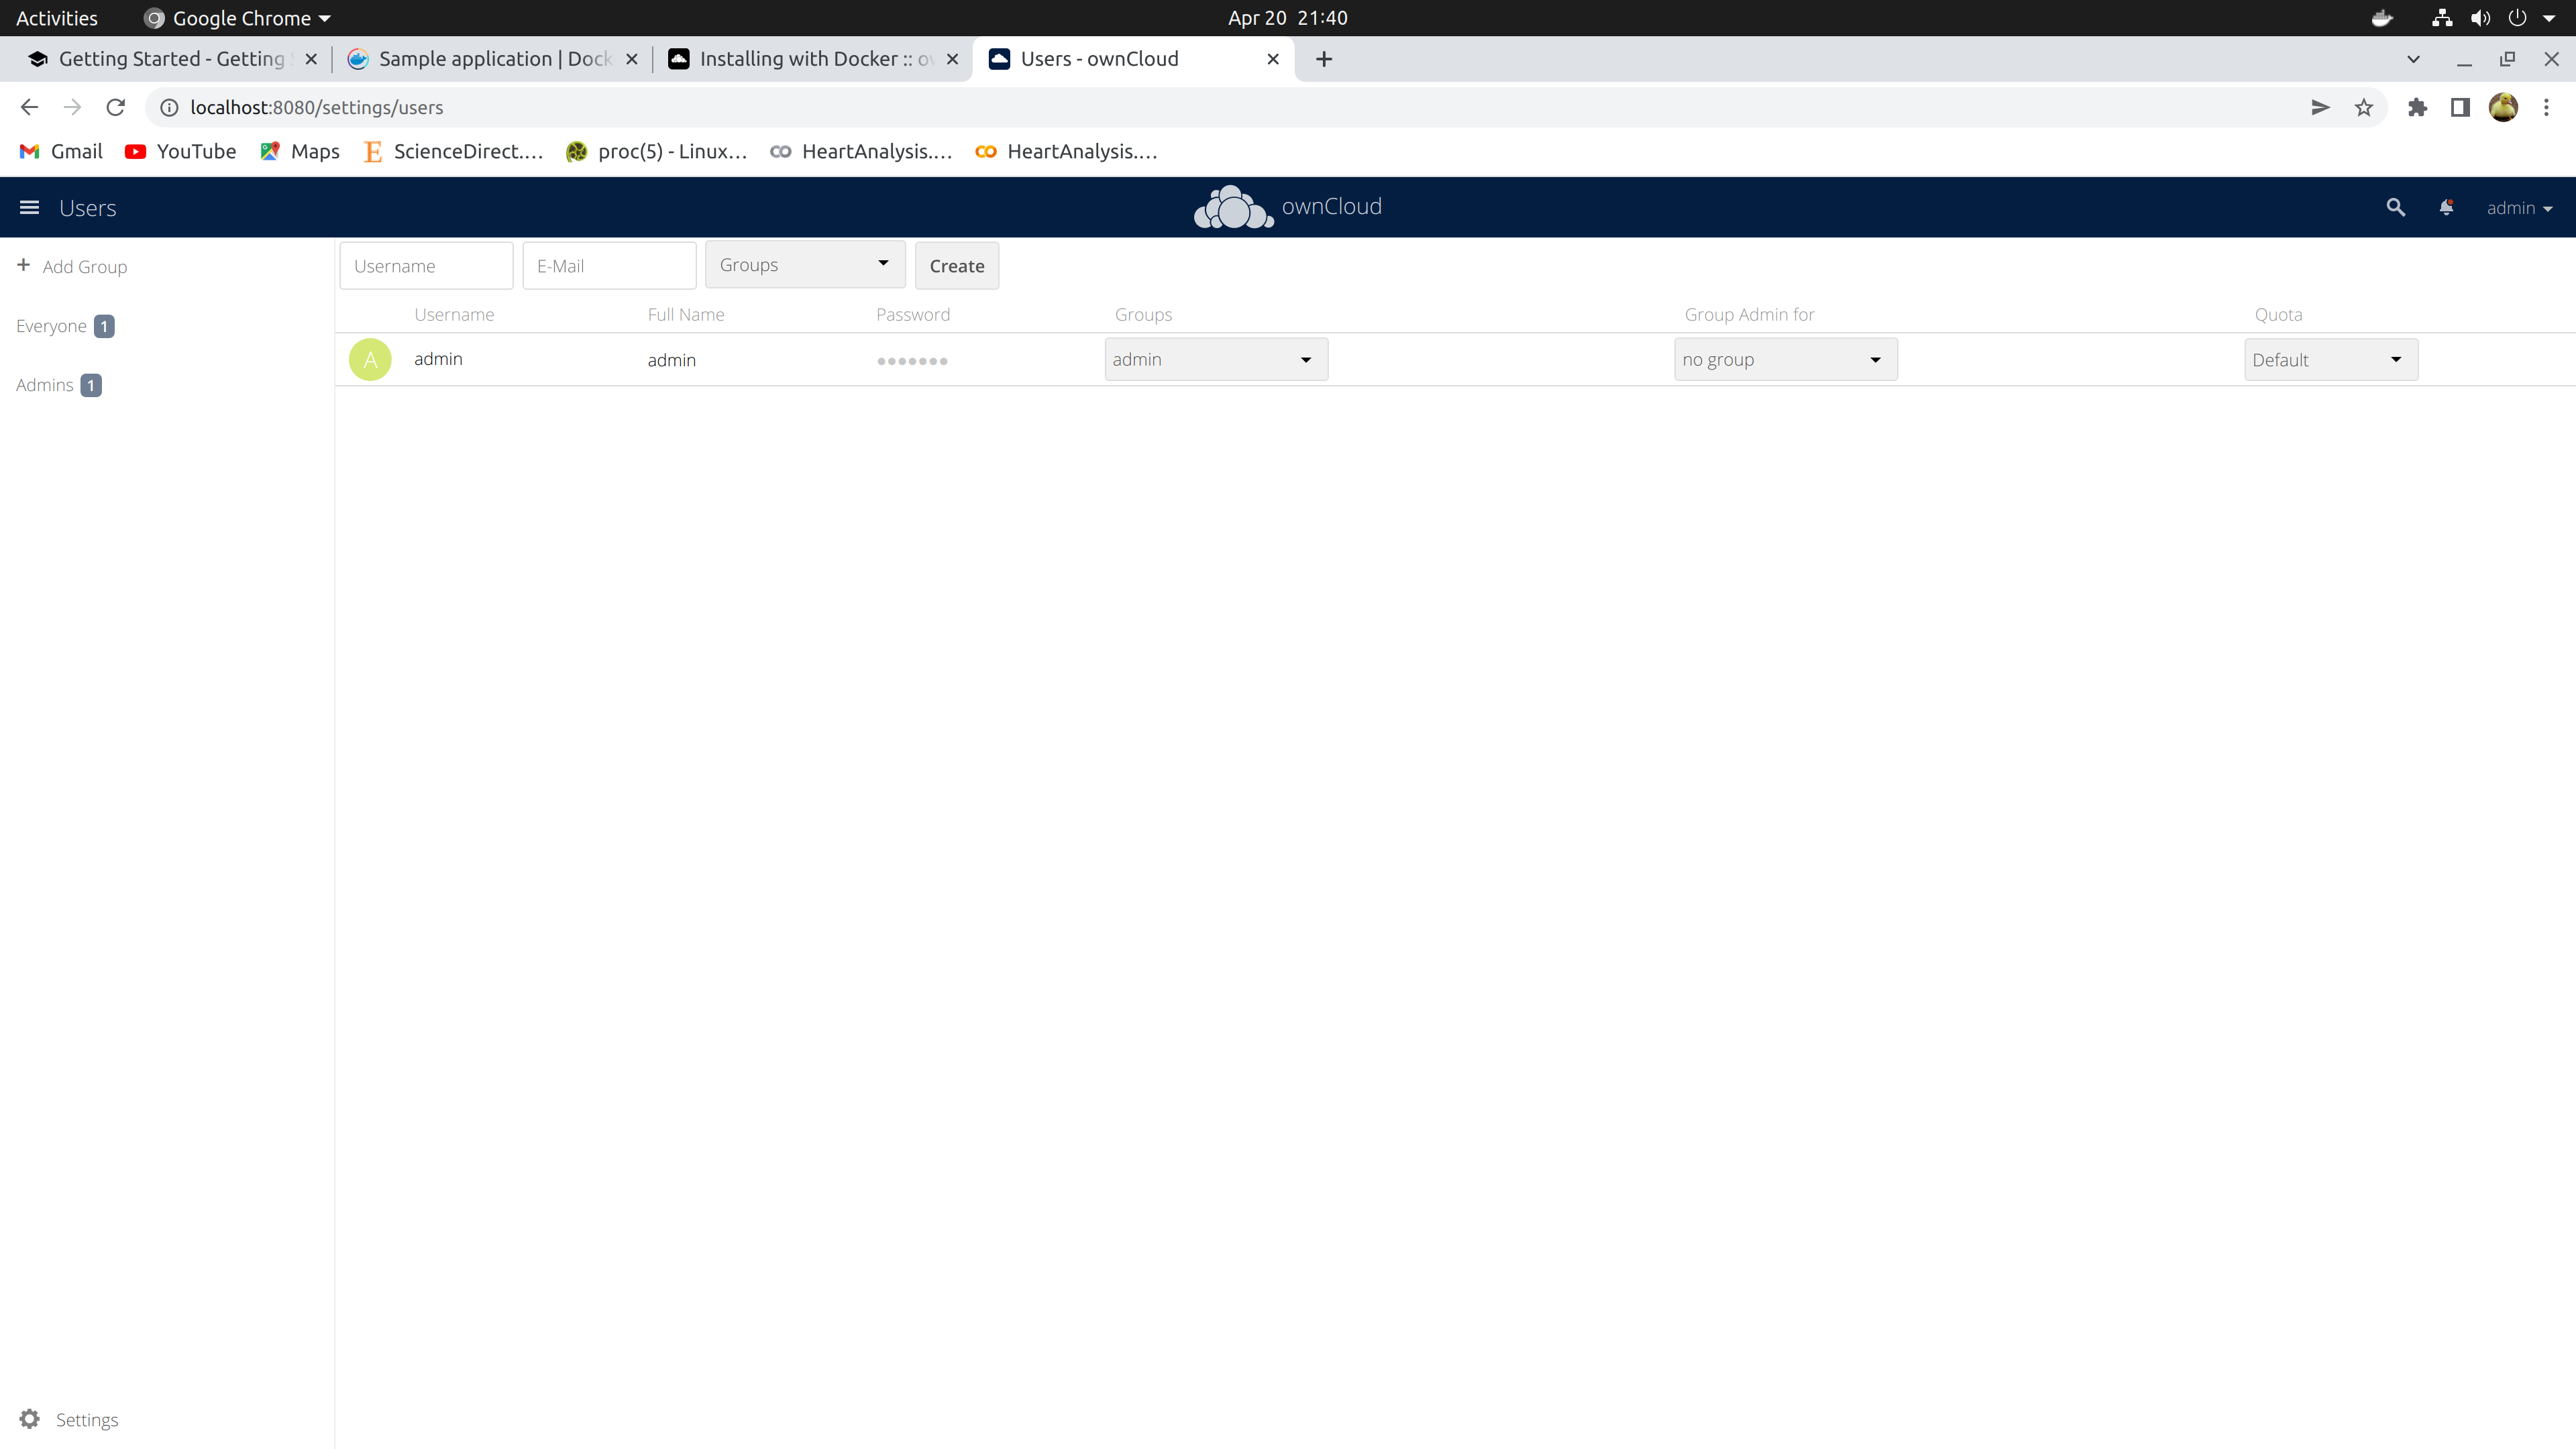 Activities Google Chrome Apr 20 21:40
Getting Started - Getting Sample application | Dock Installing with Docker :: ow Users - ownCloud
localhost:8080/settings/users
Gmail YouTube Maps ScienceDirect.... proc(5) - Linux... HeartAnalysis.... HeartAnalysis....
Users ownCloud admin
Add Group Username E-Mail Groups Create
Username Full Name Password Groups Group Admin for Quota
Everyone 1
A admin admin ●●●●●●● admin no group Default
Admins 1
Settings